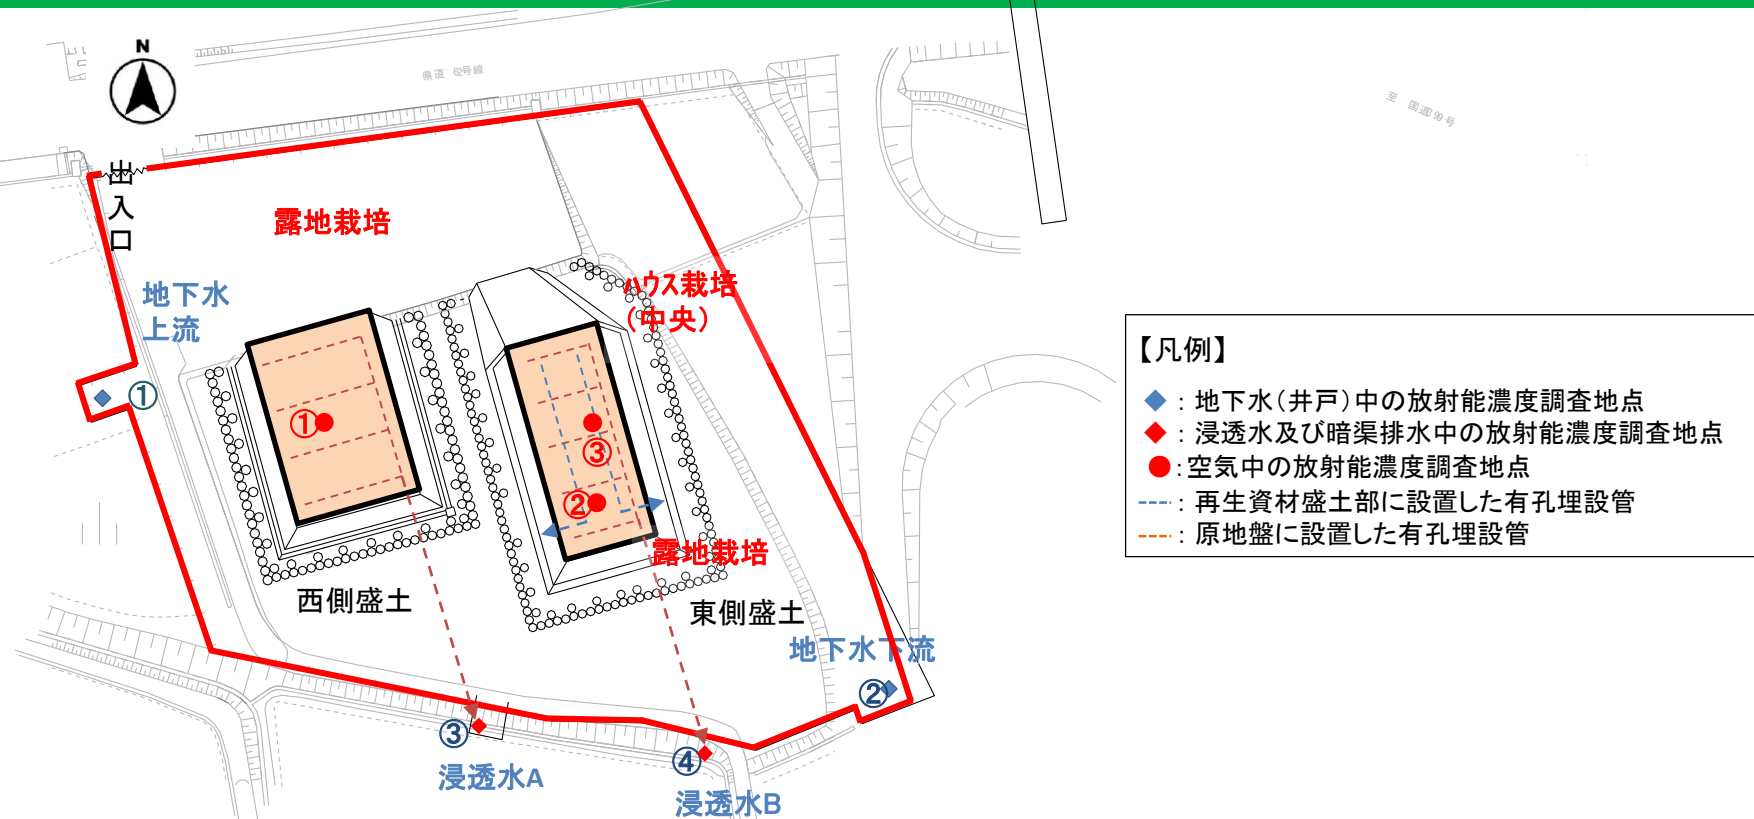 N
県道 62号線
出入口
露地栽培
ハウス栽培
(中央)
地下水
上流
①
①
③
②
露地栽培
西側盛土
東側盛土
地下水下流
②
③
浸透水A
④
浸透水B
【凡例】
◆ : 地下水(井戸)中の放射能濃度調査地点
◆ : 浸透水及び暗渠排水中の放射能濃度調査地点
● : 空気中の放射能濃度調査地点
---- : 再生資材盛土部に設置した有孔埋設管
---- : 原地盤に設置した有孔埋設管